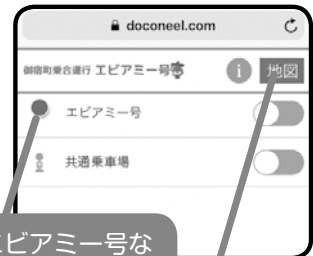 doconeel.com
御宿町乗合運行 エビアミー号
i 地図
エビアミー号
共通乗車場
エビアミー号な